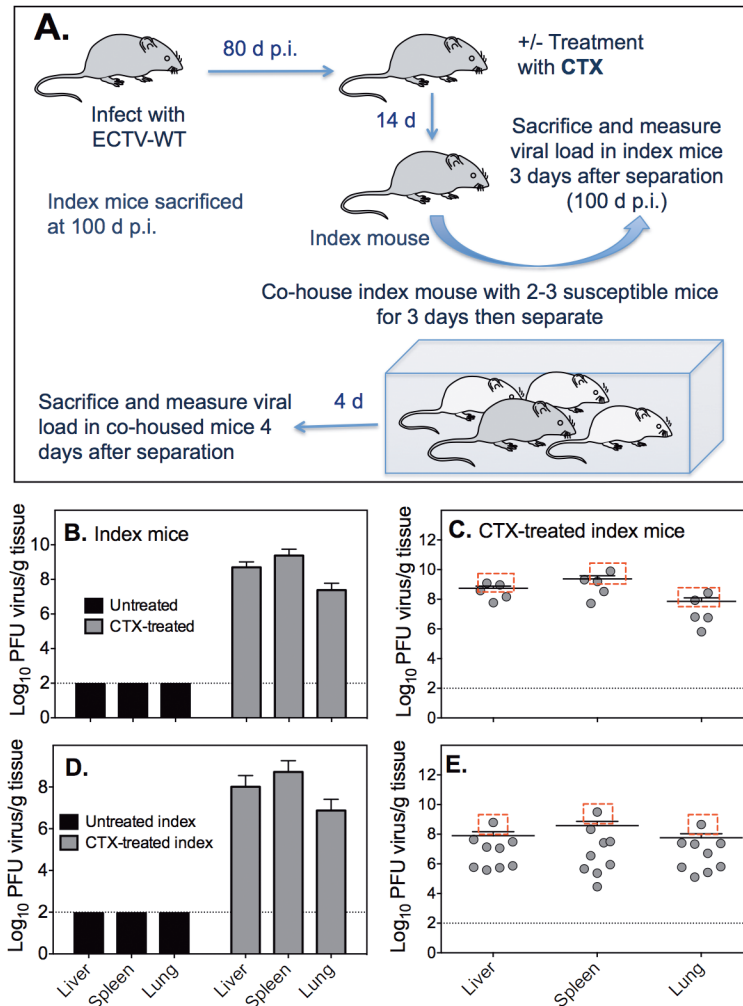 A.
80 d p.i.
+/- Treatment
with CTX
Infect with
ECTV-WT
14 d
Sacrifice and measure
viral load in index mice
3 days after separation
(100 d p.i.)
Index mice sacrificed
at 100 d p.i.
Index mouse
Co-house index mouse with 2-3 susceptible mice
for 3 days then separate
Sacrifice and measure viral
load in co-housed mice 4
days after separation
4 d
B. Index mice
Log10 PFU virus/g tissue
10
8
6
4
2
0
Untreated
CTX-treated
C. CTX-treated index mice
Log10 PFU virus/g tissue
12
10
8
6
4
2
0
D.
Log10 PFU virus/g tissue
8
6
4
2
0
Untreated index
CTX-treated index
Liver
Spleen
Lung
Liver
Spleen
Lung
E.
Log10 PFU virus/g tissue
12
10
8
6
4
2
0
Liver
Spleen
Lung